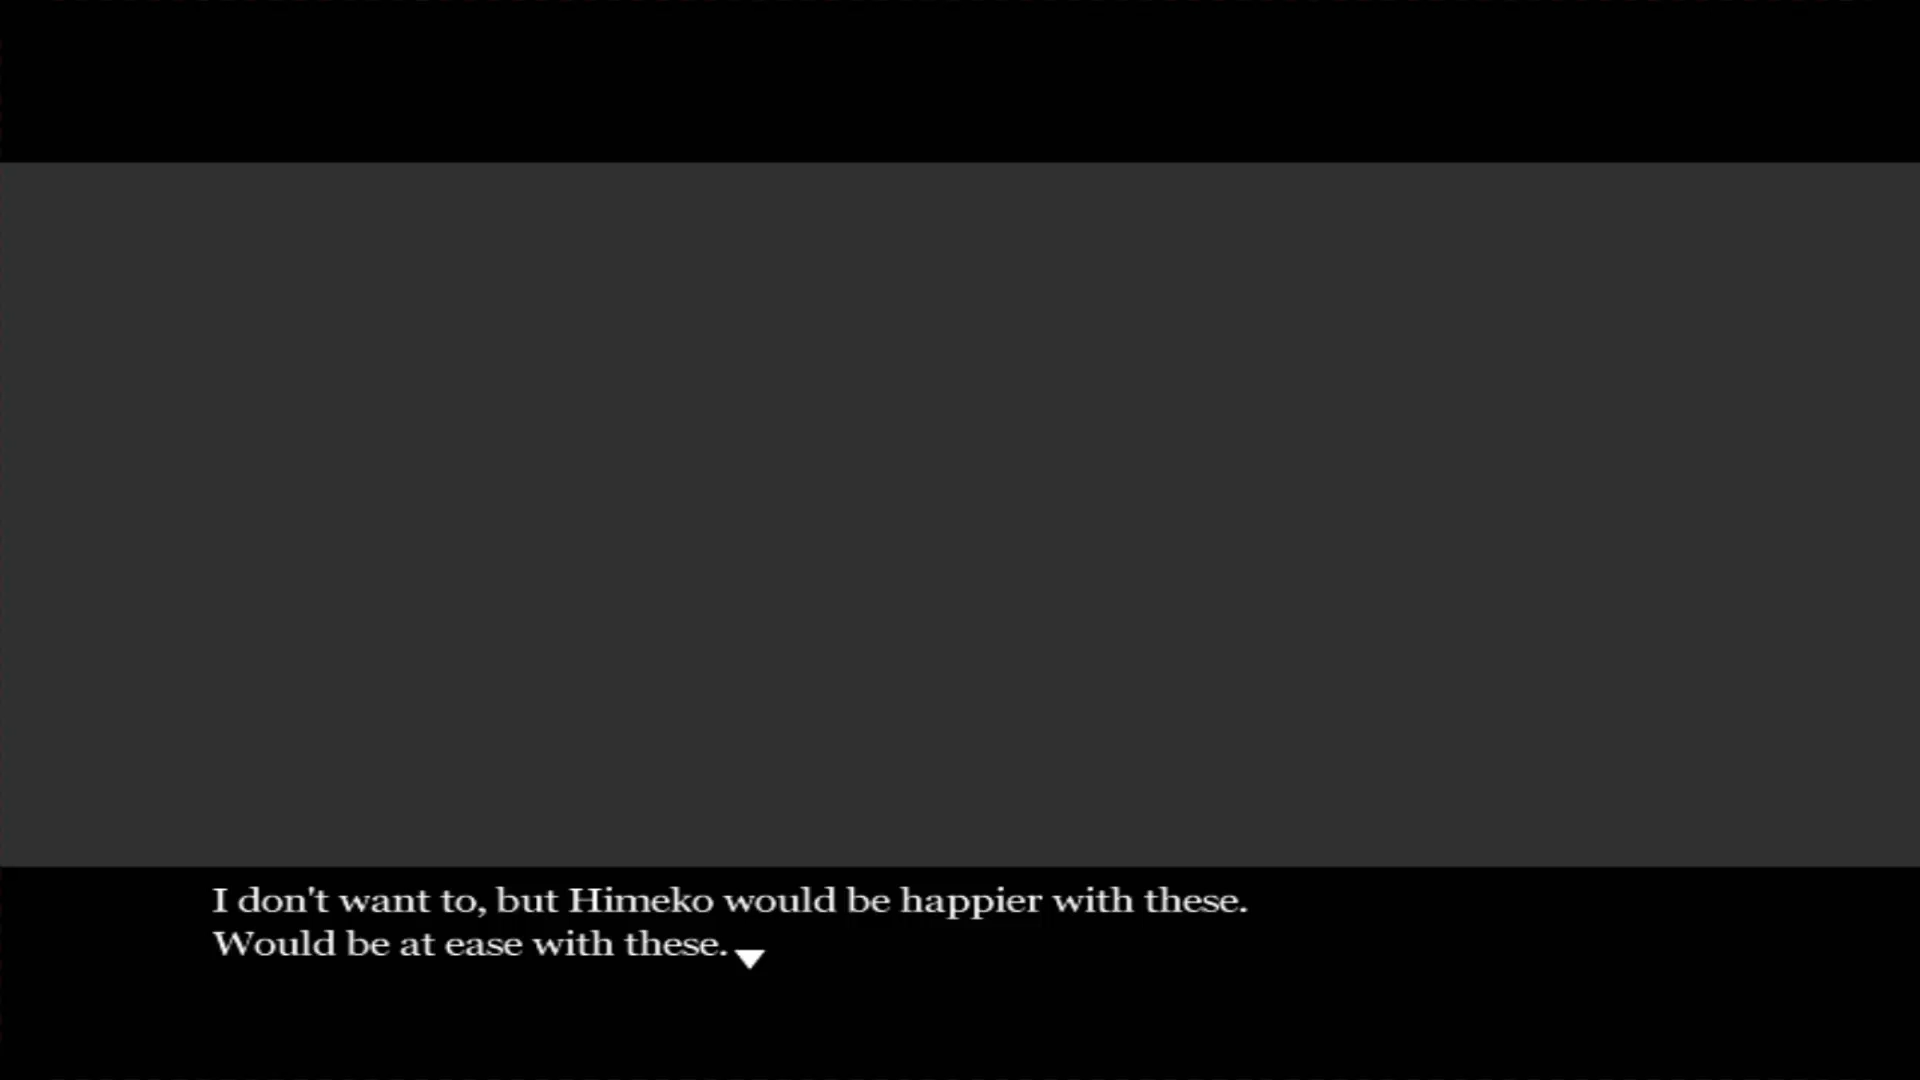 I don't want to, but Himeko would be happier with these.
Would be at ease with these.